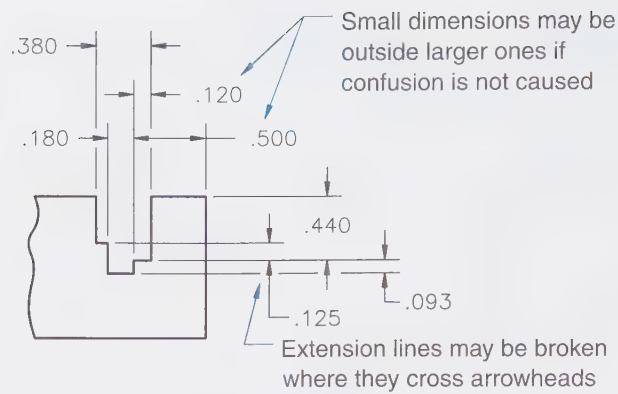 Small dimensions may be
outside larger ones if
confusion is not caused
.380
.120
.180
.500
.440
.093
.125
Extension lines may be broken
where they cross arrowheads